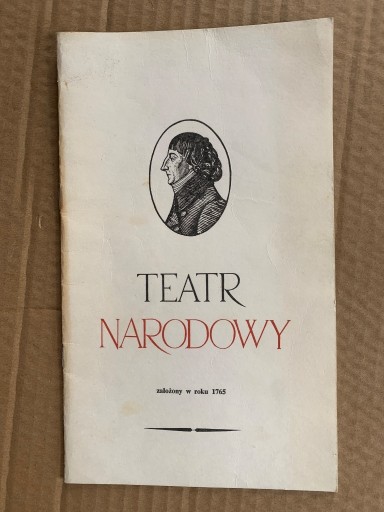 TEATR
NARODOWY
założony w roku 1765